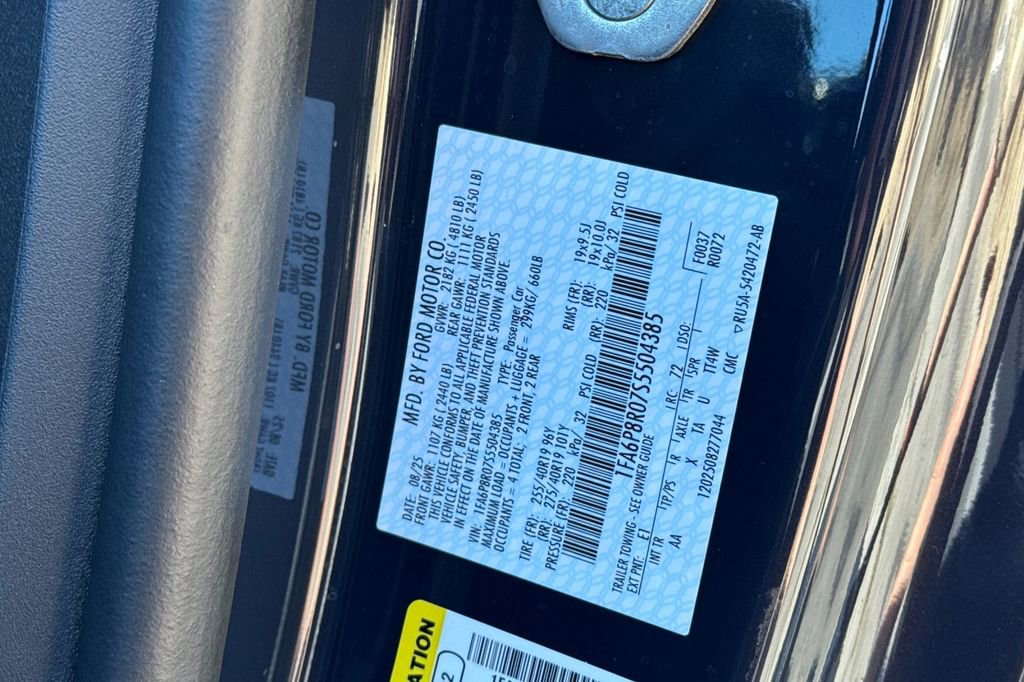 MFD. BY FORD MOTOR CO.
DATE: 08/25 GVWR: 2182 KG ( 4810 LB)
FRONT GAWR: 1107 KG ( 2440 LB) REAR GAWR: 1111 KG ( 2450 LB)
THIS VEHICLE CONFORMS TO ALL APPLICABLE FEDERAL MOTOR
VEHICLE SAFETY, BUMPER, AND THEFT PREVENTION STANDARDS
IN EFFECT ON THE DATE OF MANUFACTURE SHOWN ABOVE.
VIN: 1FA6P8R07S5504385 TYPE: Passenger Car
MAXIMUM LOAD = OCCUPANTS + LUGGAGE = 299KG/ 660LB
OCCUPANTS = 4 TOTAL: 2 FRONT, 2 REAR
TIRE (FR): 255/40R19 96Y RIMS (FR): 19x9.5J
(RR): 275/40R19 101Y (RR): 19x10.0J
PRESSURE (FR): 220 kPa/ 32 PSI COLD (RR) 220 kPa/ 32 PSI COLD
1FA6P8R07S5504385
TRAILER TOWING - SEE OWNER GUIDE
EXT PNT: E1 LRC: 72 DSO: F0037
INT TR TP/PS R AXLE TR SPR R0072
AA X TA U TT4W
120250827044 CMC
RU5A-5420472-AB
ATION
2
MFD. BY FORD MOTOR CO